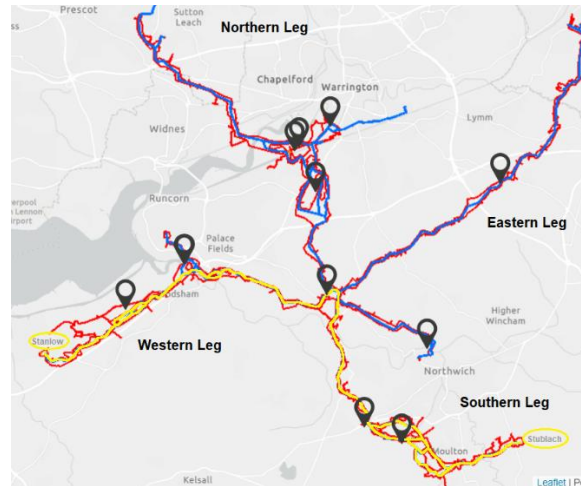 Prescot
Sutton
Leach
Northern Leg
Chapelford
Warrington
Widnes
Lymm
Runcorn
Palace
Fields
Eastern Leg
Higher
Wincham
Stanlow
Western Leg
Northwich
Southern Leg
Moulton
Stublach
Kelsall
Leaflet